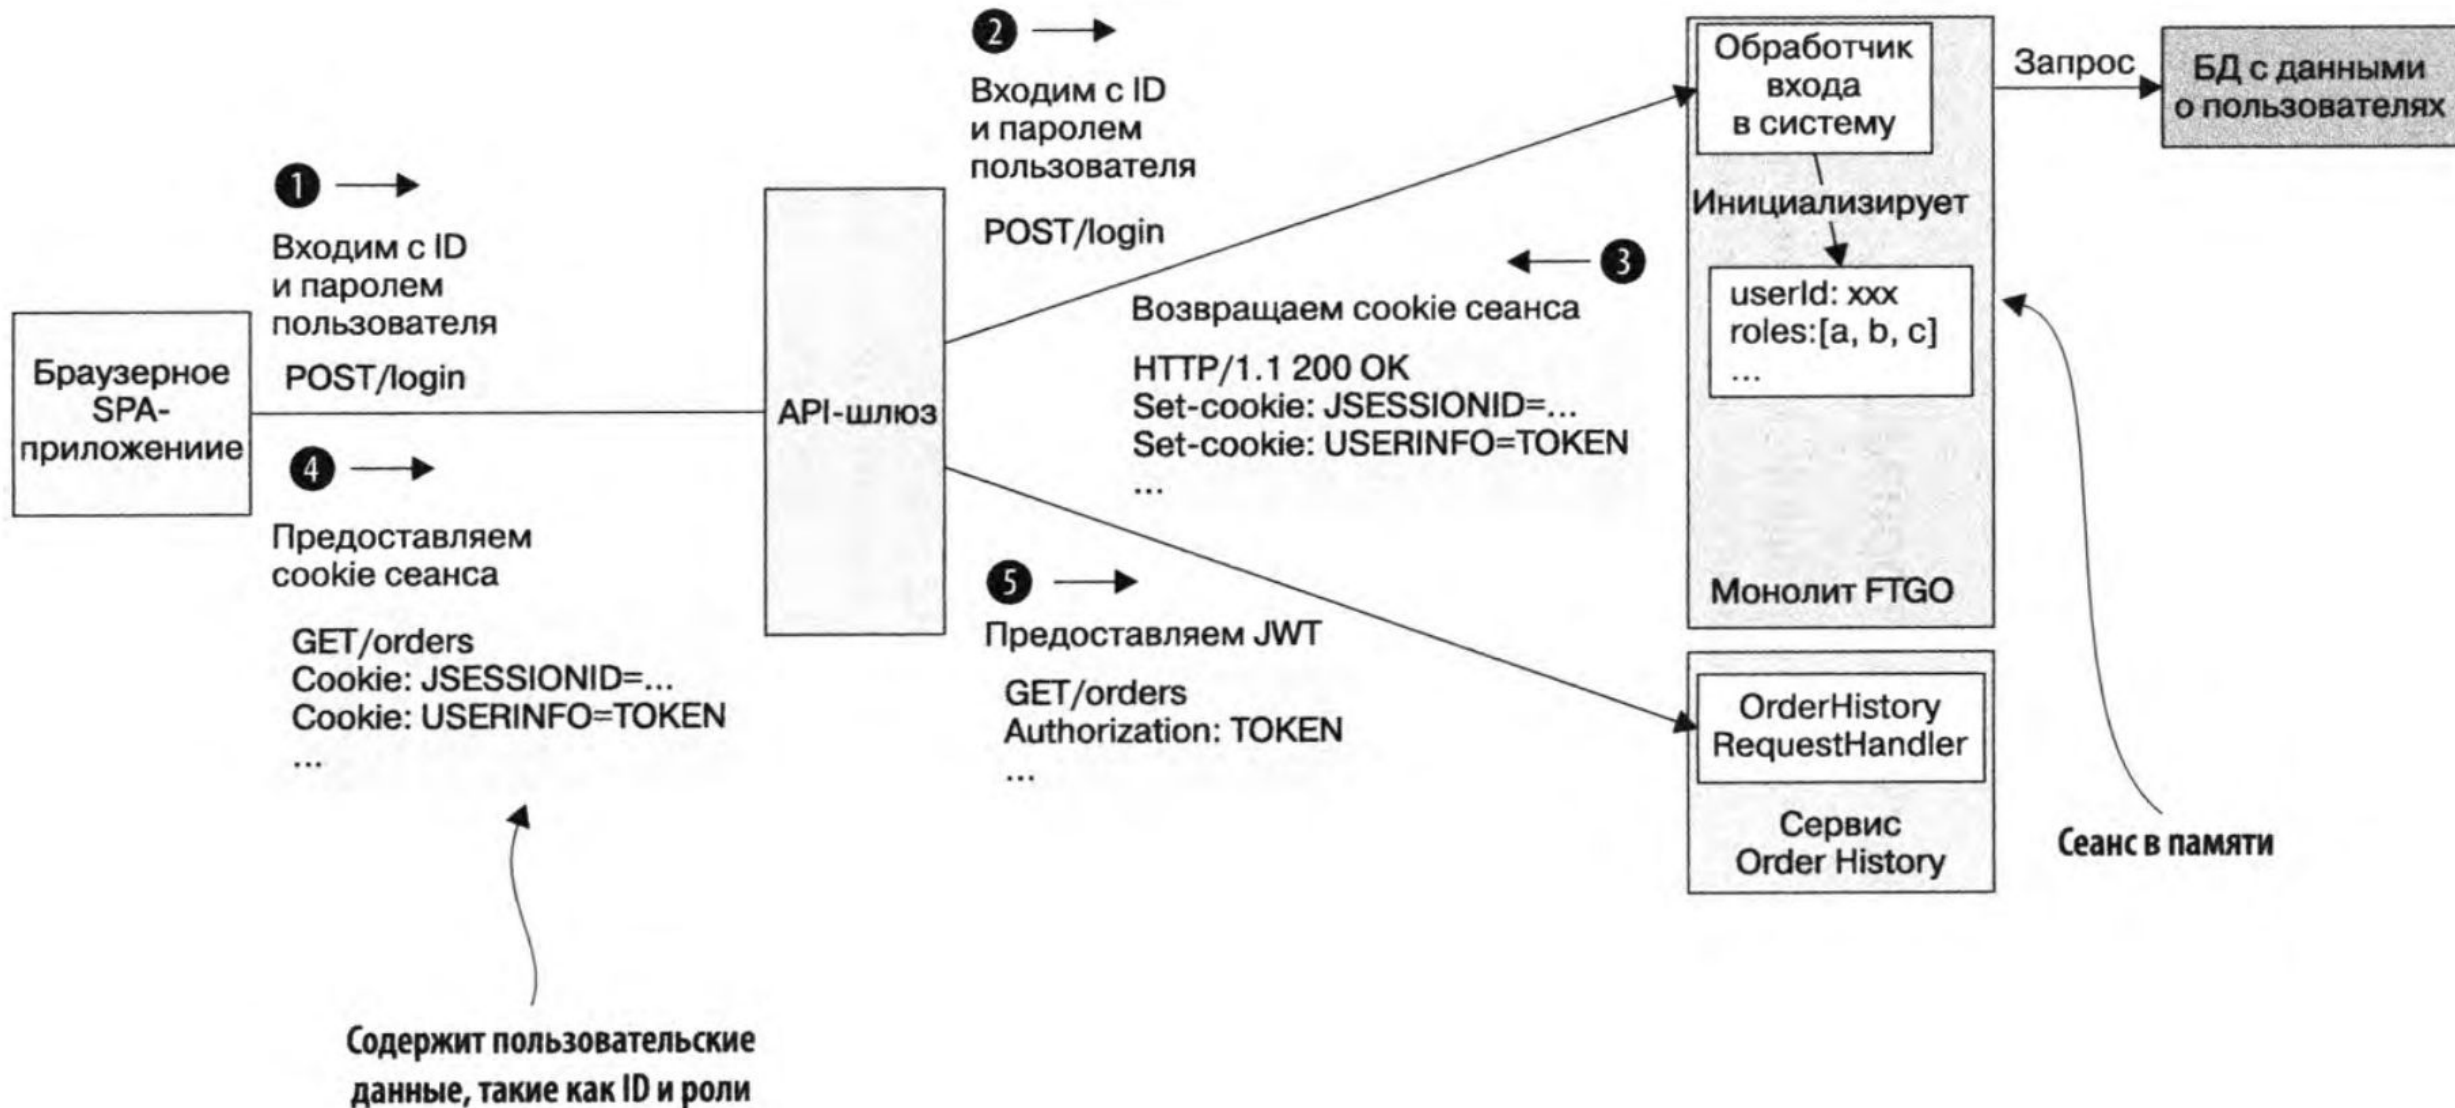 1
Входим с ID
и паролем
пользователя
POST/login
Браузерное
SPA-
приложениие
4
Предоставляем
cookie сеанса
GET/orders
Cookie: JSESSIONID=...
Cookie: USERINFO=TOKEN
...
Содержит пользовательские
данные, такие как ID и роли
API-шлюз
2
Входим с ID
и паролем
пользователя
POST/login
3
Возвращаем cookie сеанса
HTTP/1.1 200 OK
Set-cookie: JSESSIONID=...
Set-cookie: USERINFO=TOKEN
...
5
Предоставляем JWT
GET/orders
Authorization: TOKEN
...
Обработчик
входа
в систему
Инициализирует
userId: xxx
roles:[a, b, c]
...
Монолит FTGO
OrderHistory
RequestHandler
Сервис
Order History
Запрос
БД с данными
о пользователях
Сеанс в памяти